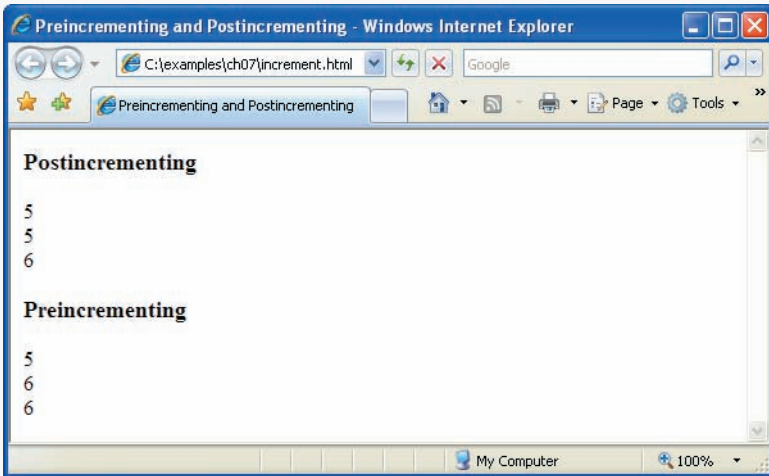 Preincrementing and Postincrementing - Windows Internet Explorer
C:\examples\ch07\increment.html
Google
Preincrementing and Postincrementing
Page
Tools
»
Postincrementing
5
5
6
Preincrementing
5
6
6
My Computer
100%